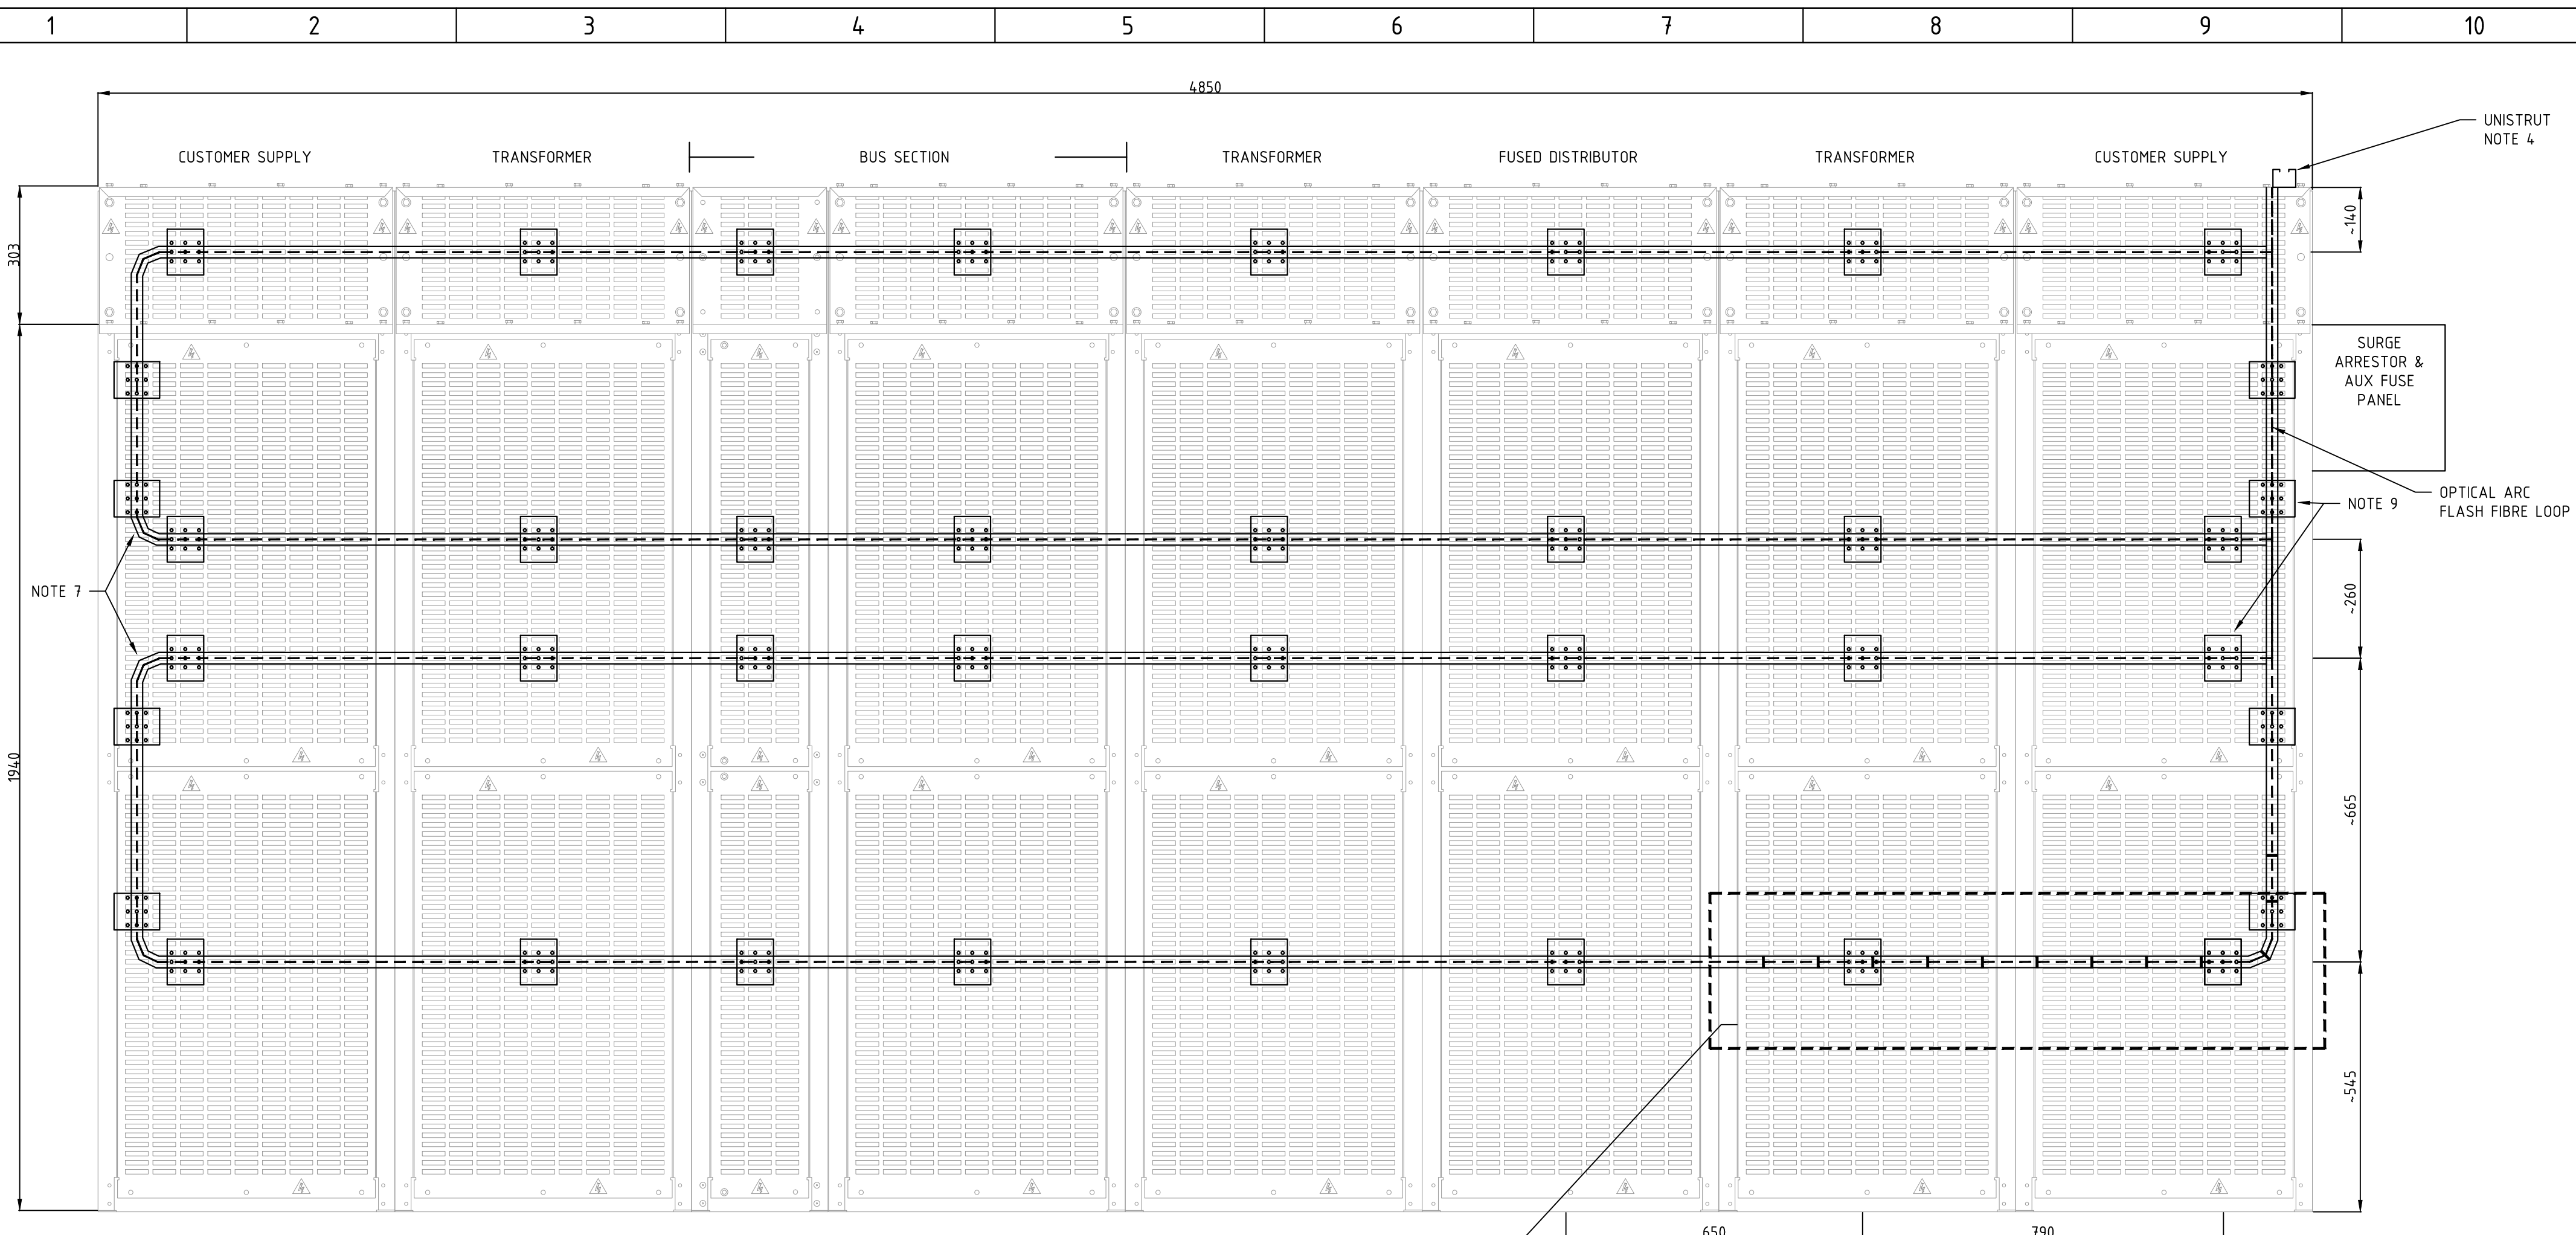 1 2 3 4 5 6 7 8 9 10
4850
UNISTRUT
NOTE 4
CUSTOMER SUPPLY TRANSFORMER BUS SECTION TRANSFORMER FUSED DISTRIBUTOR TRANSFORMER CUSTOMER SUPPLY
~140
303
SURGE
ARRESTOR &
AUX FUSE
PANEL
OPTICAL ARC
FLASH FIBRE LOOP
NOTE 9
NOTE 7
~260
1940
~665
~545
650 790